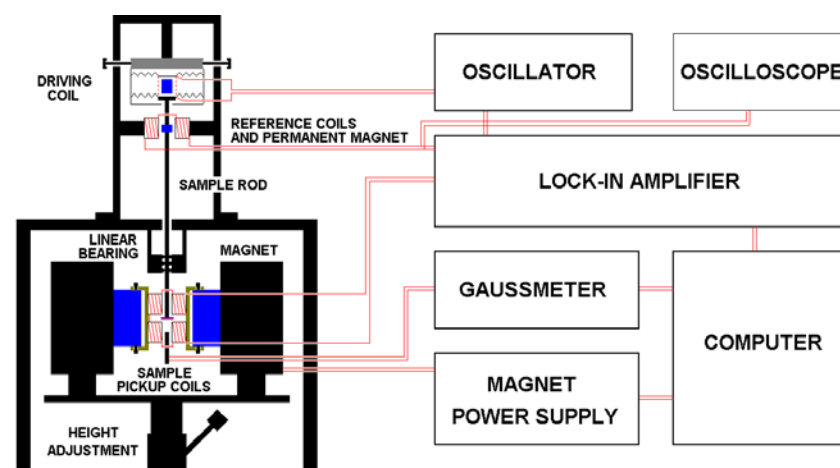 DRIVING
COIL
REFERENCE COILS
AND PERMANENT MAGNET
SAMPLE ROD
LINEAR
BEARING
MAGNET
SAMPLE
PICKUP COILS
HEIGHT
ADJUSTMENT
OSCILLATOR
OSCILLOSCOPE
LOCK-IN AMPLIFIER
GAUSSMETER
COMPUTER
MAGNET
POWER SUPPLY